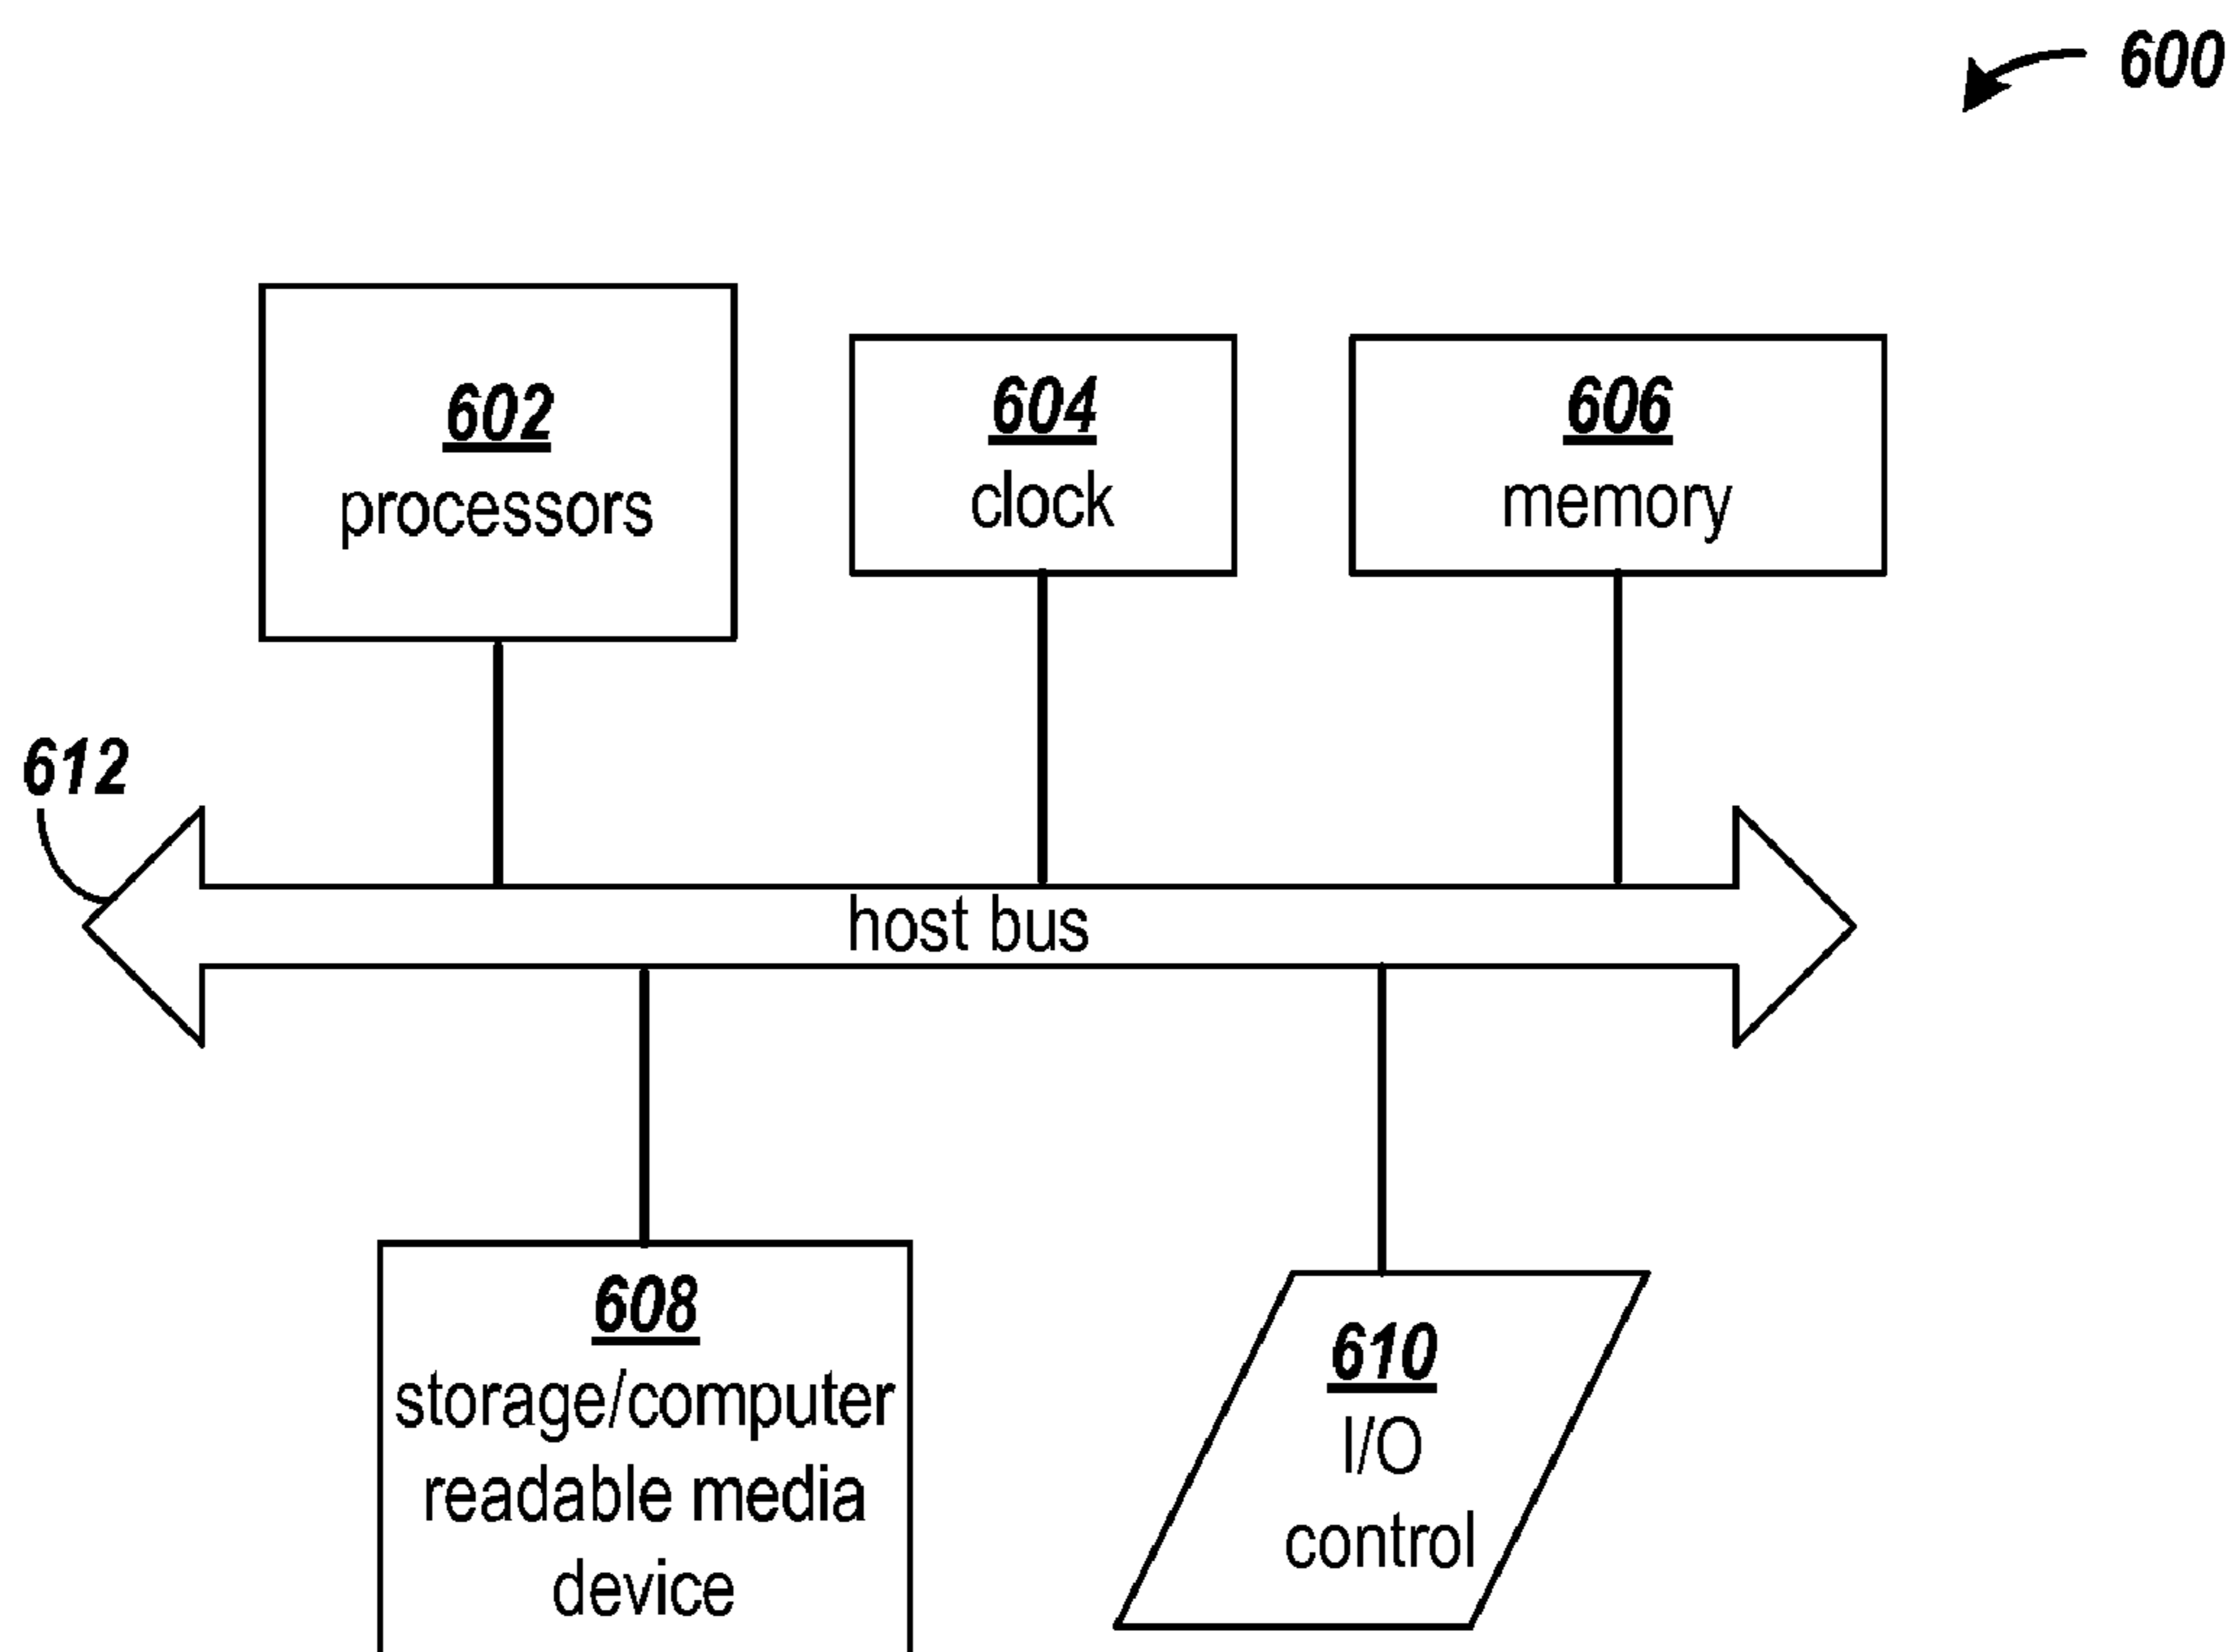 600
602
processors
604
clock
606
memory
612
host bus
608
storage/computer
readable media
device
610
I/O
control